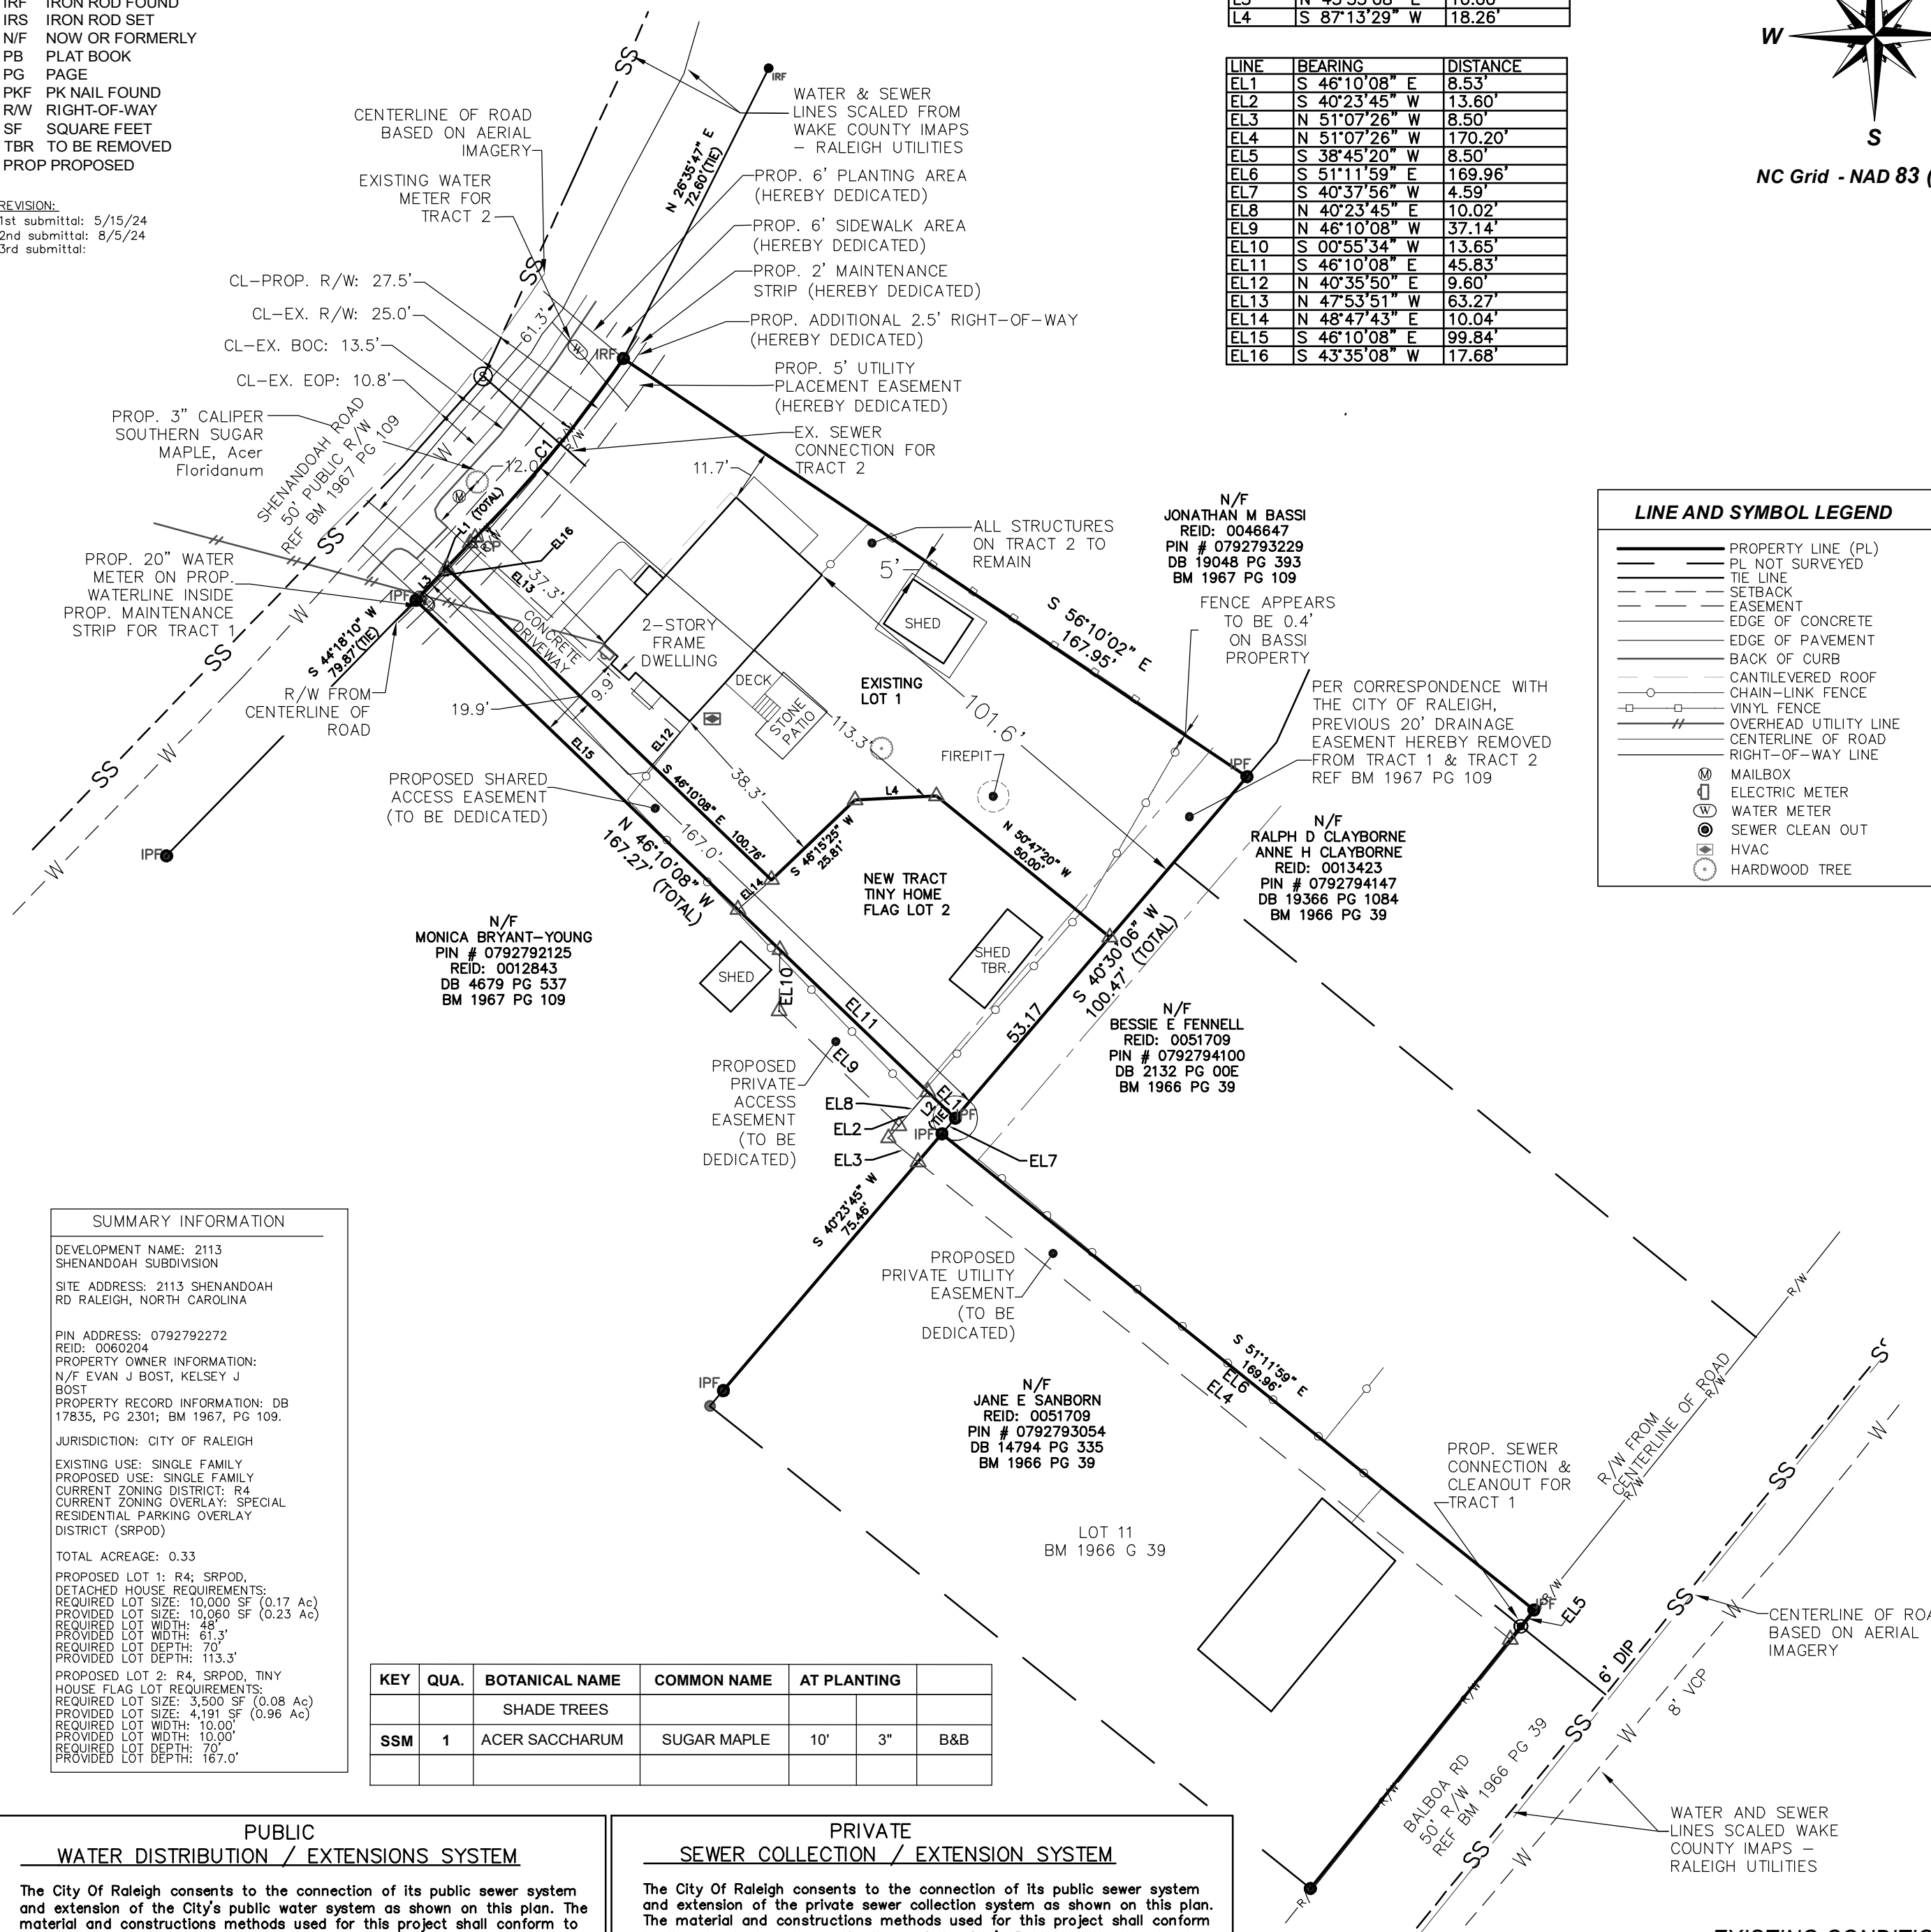 IRF IRON ROD FOUND
IRS IRON ROD SET
N/F NOW OR FORMERLY
PB PLAT BOOK
PG PAGE
PKF PK NAIL FOUND
R/W RIGHT-OF-WAY
SF SQUARE FEET
TBR TO BE REMOVED
PROP PROPOSED
REVISION:
1st submittal: 5/15/24
2nd submittal: 8/5/24
3rd submittal:
L4 S 87°13'29" W 18.26'
LINE BEARING DISTANCE
EL1 S 46°10'08" E 8.53'
EL2 S 40°23'45" W 13.60'
EL3 N 51°07'26" W 8.50'
EL4 N 51°07'26" W 170.20'
EL5 S 38°45'20" W 8.50'
EL6 S 51°11'59" E 169.96'
EL7 S 40°37'56" W 4.59'
EL8 N 40°23'45" E 10.02'
EL9 N 46°10'08" W 37.14'
EL10 S 00°55'34" W 13.65'
EL11 S 46°10'08" E 45.83'
EL12 N 40°35'50" E 9.60'
EL13 N 47°53'51" W 63.27'
EL14 N 48°47'43" E 10.04'
EL15 S 46°10'08" E 99.84'
EL16 S 43°35'08" W 17.68'
W
S
NC Grid - NAD 83 (
LINE AND SYMBOL LEGEND
PROPERTY LINE (PL)
PL NOT SURVEYED
TIE LINE
SETBACK
EASEMENT
EDGE OF CONCRETE
EDGE OF PAVEMENT
BACK OF CURB
CANTILEVERED ROOF
CHAIN-LINK FENCE
VINYL FENCE
OVERHEAD UTILITY LINE
CENTERLINE OF ROAD
RIGHT-OF-WAY LINE
M MAILBOX
ELECTRIC METER
W WATER METER
SEWER CLEAN OUT
HVAC
HARDWOOD TREE
CENTERLINE OF ROAD
BASED ON AERIAL
IMAGERY
EXISTING WATER
METER FOR
TRACT 2
SS
IRF
N 26°35'47" E
72.60'(TIE)
WATER & SEWER
LINES SCALED FROM
WAKE COUNTY IMAPS
- RALEIGH UTILITIES
PROP. 6' PLANTING AREA
(HEREBY DEDICATED)
PROP. 6' SIDEWALK AREA
(HEREBY DEDICATED)
PROP. 2' MAINTENANCE
STRIP (HEREBY DEDICATED)
PROP. ADDITIONAL 2.5' RIGHT-OF-WAY
(HEREBY DEDICATED)
PROP. 5' UTILITY
PLACEMENT EASEMENT
(HEREBY DEDICATED)
EX. SEWER
CONNECTION FOR
TRACT 2
SS
CL-PROP. R/W: 27.5'
CL-EX. R/W: 25.0'
CL-EX. BOC: 13.5'
CL-EX. EOP: 10.8'
61.3'
W
IRF
S
PROP. 3" CALIPER
SOUTHERN SUGAR
MAPLE, Acer
Floridanum
SHENANDOAH ROAD
50' PUBLIC R/W
REF BM 1967 PG 109
W
12.0
C1
R/W
M
L1 (TOTAL)
CP
EL16
PROP. 20" WATER
METER ON PROP.
WATERLINE INSIDE
PROP. MAINTENANCE
STRIP FOR TRACT 1
SS
W
IPF
L3
EL13
37.3'
CONCRETE
DRIVEWAY
S 44°18'10" W
79.87'(TIE)
R/W FROM
CENTERLINE OF
ROAD
SS
W
SS
W
W
IPF
2-STORY
FRAME
DWELLING
9.9'
19.9'
DECK
STONE
PATIO
11.7'
ALL STRUCTURES
ON TRACT 2 TO
REMAIN
5'
SHED
N/F
JONATHAN M BASSI
REID: 0046647
PIN # 0792793229
DB 19048 PG 393
BM 1967 PG 109
S 56°10'02" E
167.95'
FENCE APPEARS
TO BE 0.4'
ON BASSI
PROPERTY
EXISTING
LOT 1
101.6'
113.3'
FIREPIT
PER CORRESPONDENCE WITH
THE CITY OF RALEIGH,
PREVIOUS 20' DRAINAGE
EASEMENT HEREBY REMOVED
FROM TRACT 1 & TRACT 2
REF BM 1967 PG 109
IPF
EL15
EL12
S 46°10'08" E 100.76'
38.3'
PROPOSED SHARED
ACCESS EASEMENT
(TO BE DEDICATED)
N 46°10'08" W
167.27' (TOTAL)
167.0'
L4
S 46°15'25" W
25.81'
N 50°47'20" W
50.00'
EL14
NEW TRACT
TINY HOME
FLAG LOT 2
N/F
RALPH D CLAYBORNE
ANNE H CLAYBORNE
REID: 0013423
PIN # 0792794147
DB 19366 PG 1084
BM 1966 PG 39
N/F
MONICA BRYANT-YOUNG
PIN # 0792792125
REID: 0012843
DB 4679 PG 537
BM 1967 PG 109
SHED
EL10
SHED
TBR.
S 40°30'06" W
100.47' (TOTAL)
53.17
EL11
EL9
N/F
BESSIE E FENNELL
REID: 0051709
PIN # 0792794100
DB 2132 PG 00E
BM 1966 PG 39
PROPOSED
PRIVATE
ACCESS
EASEMENT
(TO BE
DEDICATED)
EL8
EL2
EL3
EL1
L2
(TIE)
IPF
IPF
EL7
S 40°23'45" W
75.46'
PROPOSED
PRIVATE UTILITY
EASEMENT
(TO BE
DEDICATED)
IPF
S 51°11'59" E
169.96'
EL6
EL4
N/F
JANE E SANBORN
REID: 0051709
PIN # 0792793054
DB 14794 PG 335
BM 1966 PG 39
LOT 11
BM 1966 G 39
PROP. SEWER
CONNECTION &
CLEANOUT FOR
TRACT 1
R/W FROM
CENTERLINE OF ROAD
R/W
R/W
R/W
SS
W
SS
R/W
IPF
EL5
SS
W
CENTERLINE OF ROA
BASED ON AERIAL
IMAGERY
6' DIP
8' VCP
R/W
R/W
BALBOA RD
50' R/W
REF BM 1966 PG 39
SS
W
SS
W
SS
WATER AND SEWER
LINES SCALED WAKE
COUNTY IMAPS -
RALEIGH UTILITIES
SUMMARY INFORMATION
DEVELOPMENT NAME: 2113
SHENANDOAH SUBDIVISION
SITE ADDRESS: 2113 SHENANDOAH
RD RALEIGH, NORTH CAROLINA
PIN ADDRESS: 0792792272
REID: 0060204
PROPERTY OWNER INFORMATION:
N/F EVAN J BOST, KELSEY J
BOST
PROPERTY RECORD INFORMATION: DB
17835, PG 2301; BM 1967, PG 109.
JURISDICTION: CITY OF RALEIGH
EXISTING USE: SINGLE FAMILY
PROPOSED USE: SINGLE FAMILY
CURRENT ZONING DISTRICT: R4
CURRENT ZONING OVERLAY: SPECIAL
RESIDENTIAL PARKING OVERLAY
DISTRICT (SRPOD)
TOTAL ACREAGE: 0.33
PROPOSED LOT 1: R4; SRPOD,
DETACHED HOUSE REQUIREMENTS:
REQUIRED LOT SIZE: 10,000 SF (0.17 Ac)
PROVIDED LOT SIZE: 10,060 SF (0.23 Ac)
REQUIRED LOT WIDTH: 48'
PROVIDED LOT WIDTH: 61.3'
REQUIRED LOT DEPTH: 70'
PROVIDED LOT DEPTH: 113.3'
PROPOSED LOT 2: R4, SRPOD, TINY
HOUSE FLAG LOT REQUIREMENTS:
REQUIRED LOT SIZE: 3,500 SF (0.08 Ac)
PROVIDED LOT SIZE: 4,191 SF (0.96 Ac)
REQUIRED LOT WIDTH: 10.00'
PROVIDED LOT WIDTH: 10.00'
REQUIRED LOT DEPTH: 70'
PROVIDED LOT DEPTH: 167.0'
KEY QUA. BOTANICAL NAME COMMON NAME AT PLANTING
SHADE TREES
SSM 1 ACER SACCHARUM SUGAR MAPLE 10' 3" B&B
PUBLIC
WATER DISTRIBUTION / EXTENSIONS SYSTEM
The City Of Raleigh consents to the connection of its public sewer system
and extension of the City's public water system as shown on this plan. The
material and constructions methods used for this project shall conform to
PRIVATE
SEWER COLLECTION / EXTENSION SYSTEM
The City Of Raleigh consents to the connection of its public sewer system
and extension of the private sewer collection system as shown on this plan.
The material and constructions methods used for this project shall conform